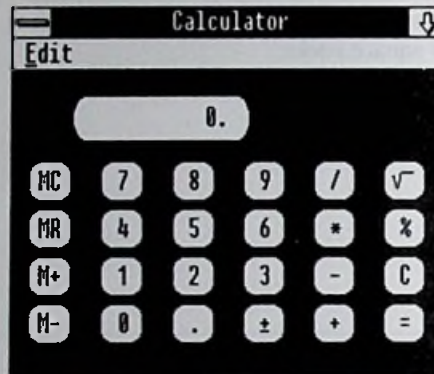 Calculator
Edit
0.
MC 7 8 9 / √
MR 4 5 6 * %
M+ 1 2 3 - C
M- 0 . ± + =